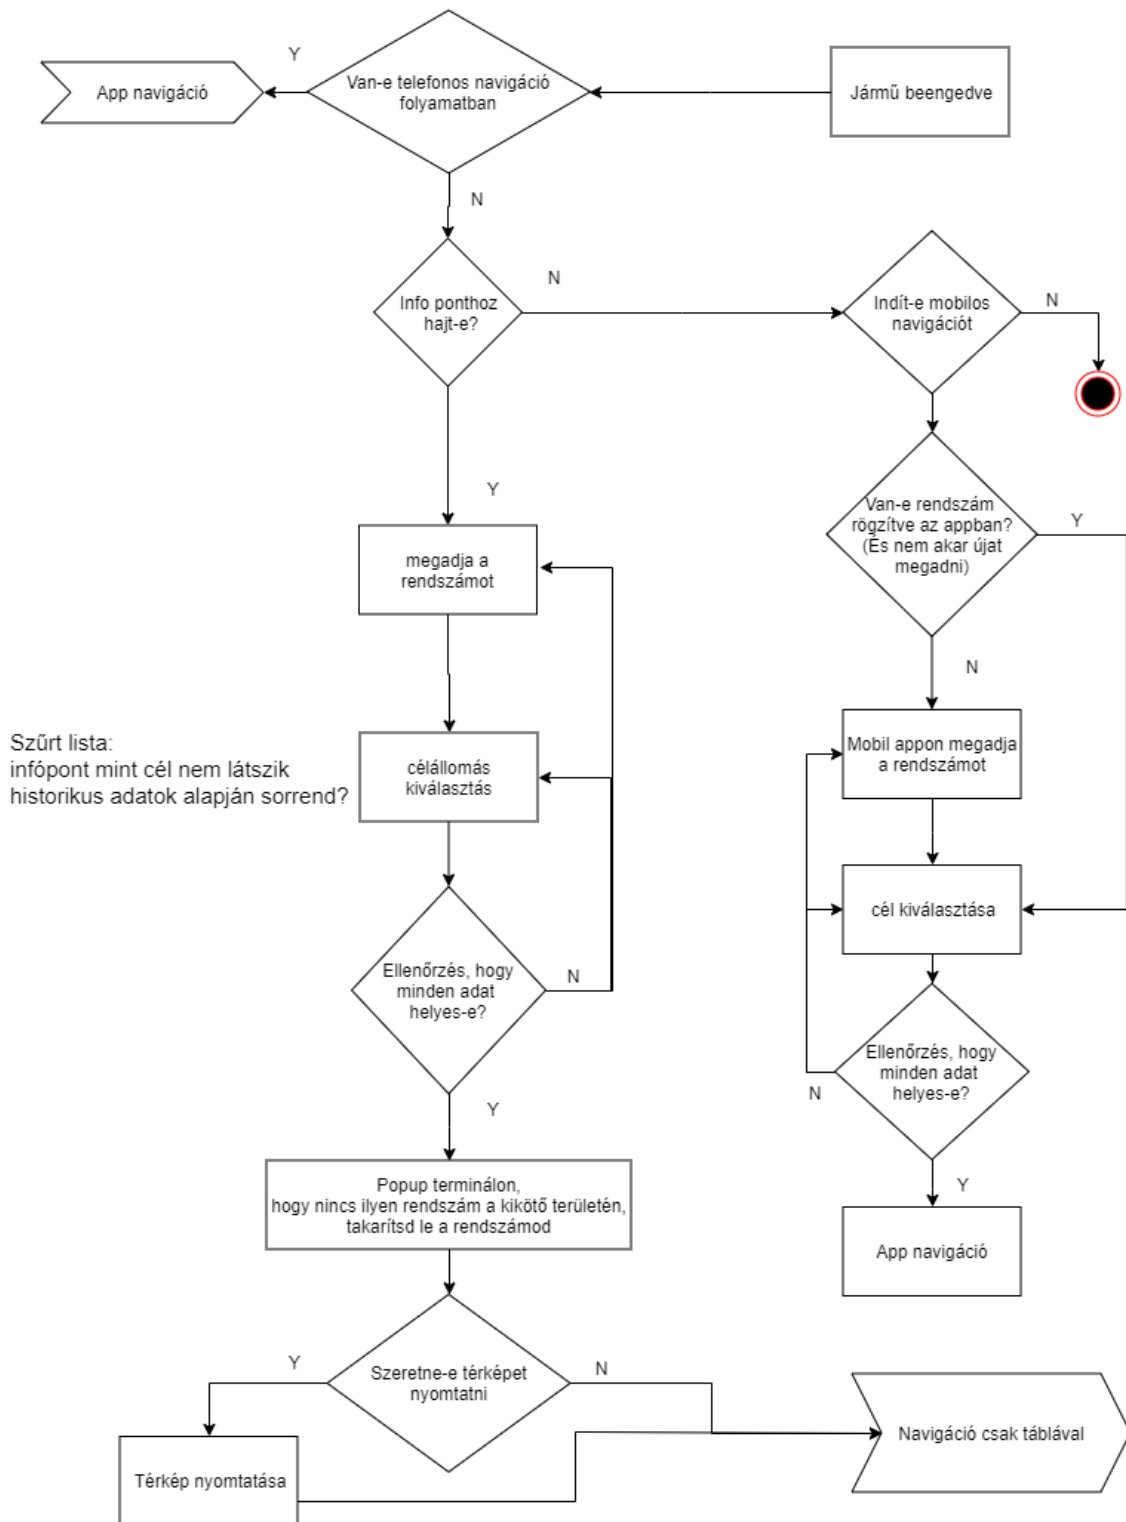 Y
App navigáció
Van-e telefonos navigáció
folyamatban
Jármű beengedve
N
Info ponthoz
hajt-e?
N
Indít-e mobilos
navigációt
N
Y
Van-e rendszám
rögzítve az appban?
(És nem akar újat
megadni)
Y
megadja a
rendszámot
N
Szűrt lista:
infópont mint cél nem látszik
historikus adatok alapján sorrend?
célállomás
kiválasztás
Mobil appon megadja
a rendszámot
cél kiválasztása
Ellenőrzés, hogy
minden adat
helyes-e?
N
Ellenőrzés, hogy
minden adat
helyes-e?
N
Y
Y
Popup terminálon,
hogy nincs ilyen rendszám a kikötő területén,
takarítsd le a rendszámod
App navigáció
Y
Szeretne-e térképet
nyomtatni
N
Navigáció csak táblával
Térkép nyomtatása